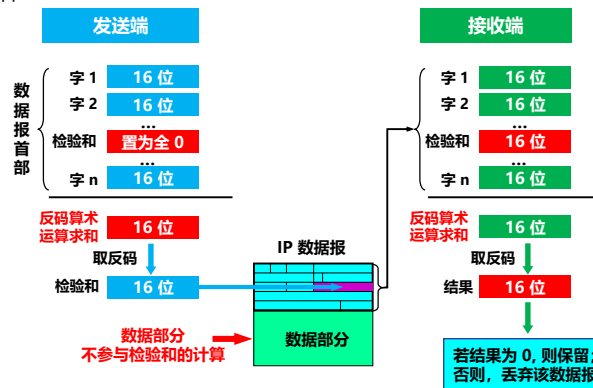 发送端
字 1 16 位
字 2 16 位
...
检验和 置为全 0
...
字 n 16 位
数据报首部
反码算术
运算求和 16 位
取反码
检验和 16 位
数据部分
不参与检验和的计算
IP 数据报
数据部分
接收端
字 1 16 位
字 2 16 位
...
检验和 16 位
...
字 n 16 位
反码算术
运算求和 16 位
取反码
结果 16 位
若结果为 0, 则保留;
否则，丢弃该数据报